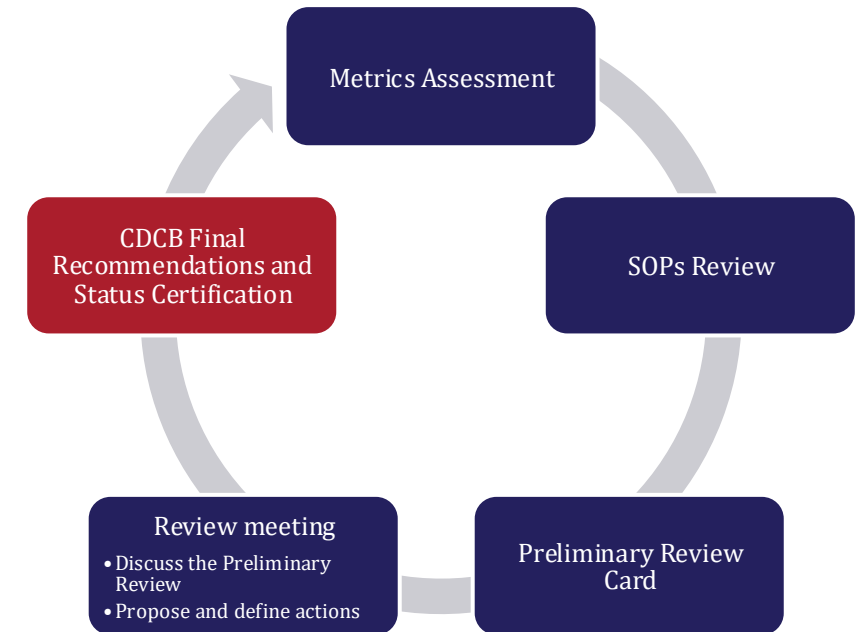 Metrics Assessment
SOPs Review
Preliminary Review
Card
Review meeting
•Discuss the Preliminary
Review
•Propose and define actions
CDCB Final
Recommendations and
Status Certification